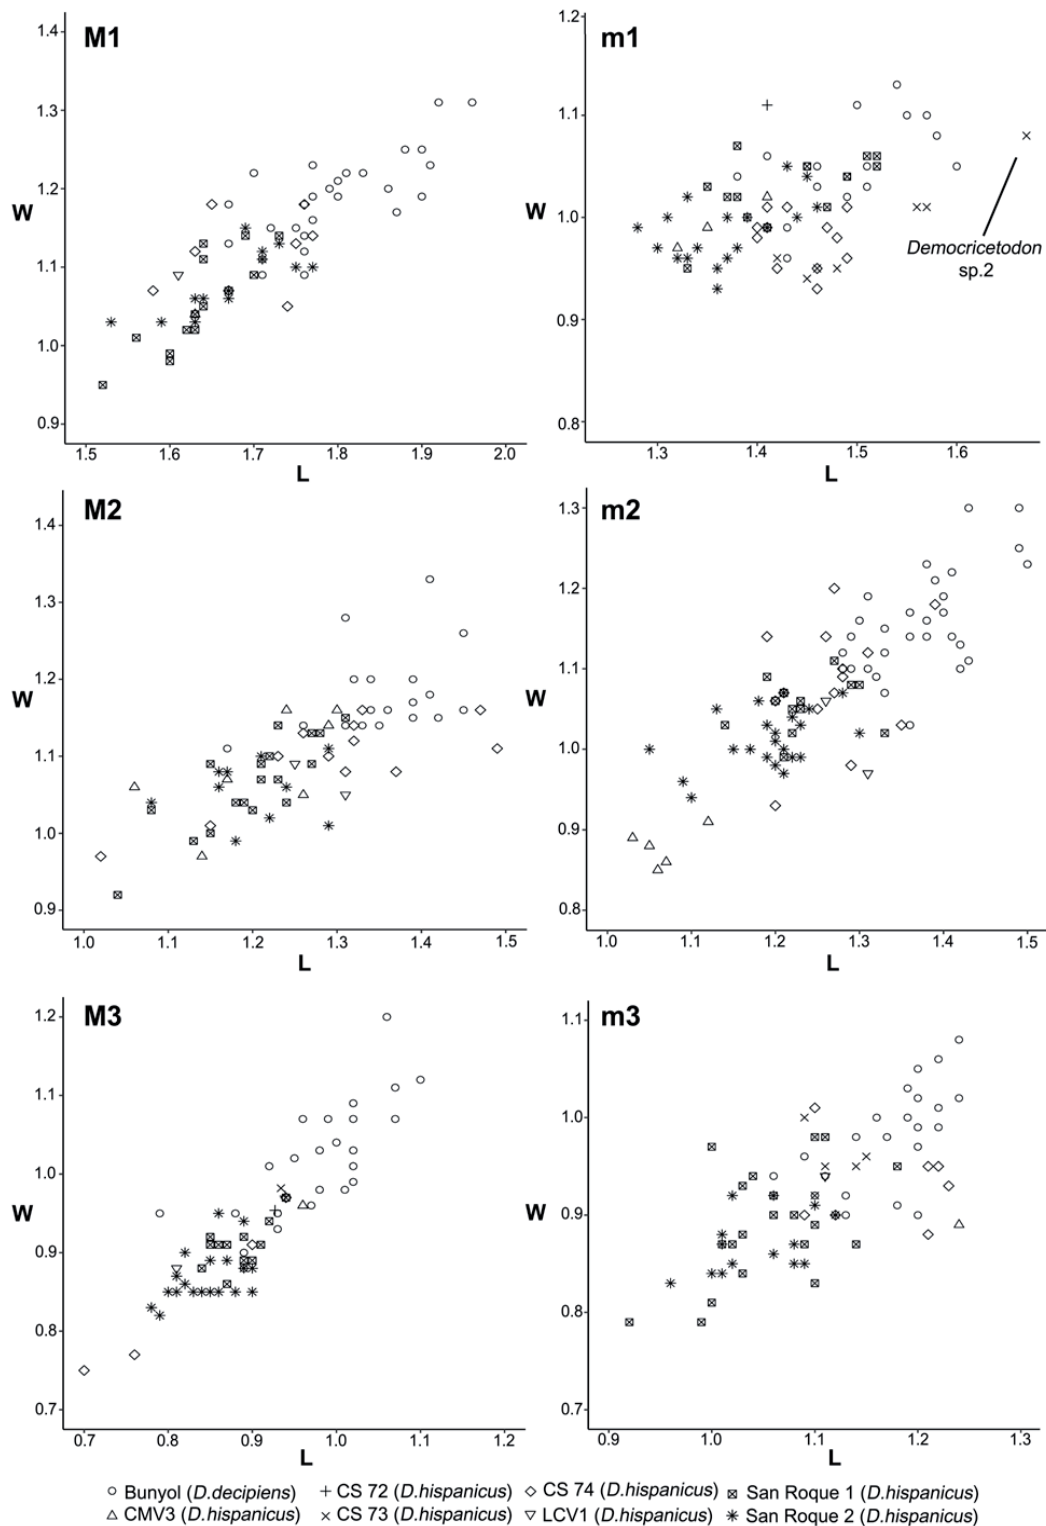 M1
W
1.4
1.3
1.2
1.1
1.0
0.9
1.5 1.6 1.7 1.8 1.9 2.0
L
m1
W
1.2
1.1
1.0
0.9
0.8
1.3 1.4 1.5 1.6
L
Democricetodon
sp.2
M2
W
1.4
1.3
1.2
1.1
1.0
0.9
1.0 1.1 1.2 1.3 1.4 1.5
L
m2
W
1.3
1.2
1.1
1.0
0.9
0.8
1.0 1.1 1.2 1.3 1.4 1.5
L
M3
W
1.2
1.1
1.0
0.9
0.8
0.7
0.7 0.8 0.9 1.0 1.1 1.2
L
m3
W
1.1
1.0
0.9
0.8
0.7
0.9 1.0 1.1 1.2 1.3
L
Bunyol (D.decipiens) CS 72 (D.hispanicus) CS 74 (D.hispanicus) San Roque 1 (D.hispanicus)
CMV3 (D.hispanicus) CS 73 (D.hispanicus) LCV1 (D.hispanicus) San Roque 2 (D.hispanicus)